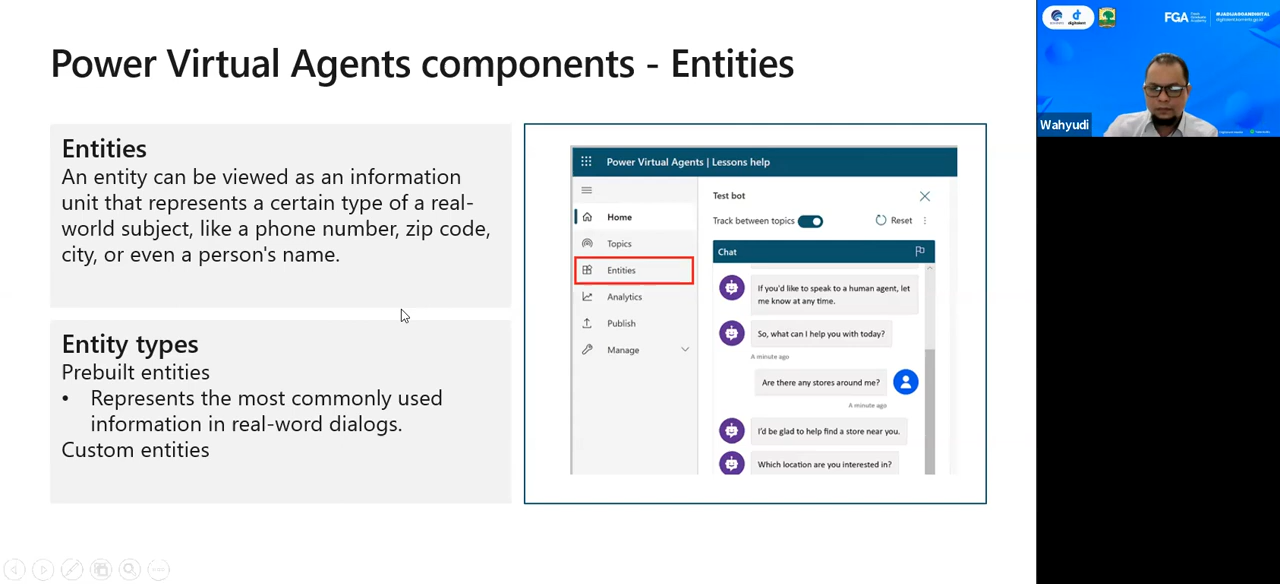 Power Virtual Agents components - Entities
Entities
An entity can be viewed as an information
unit that represents a certain type of a real-
world subject, like a phone number, zip code,
city, or even a person's name.
Entity types
Prebuilt entities
• Represents the most commonly used
information in real-word dialogs.
Custom entities
Power Virtual Agents | Lessons help
Home
Topics
Entities
Analytics
Publish
Manage
Test bot
Track between topics
Reset
Chat
If you'd like to speak to a human agent, let
me know at any time.
So, what can I help you with today?
A minute ago
Are there any stores around me?
A minute ago
I'd be glad to help find a store near you.
Which location are you interested in?
FGA
#JADIJAGOANDIGITAL
digitalent.kominfo.go.id
Wahyudi